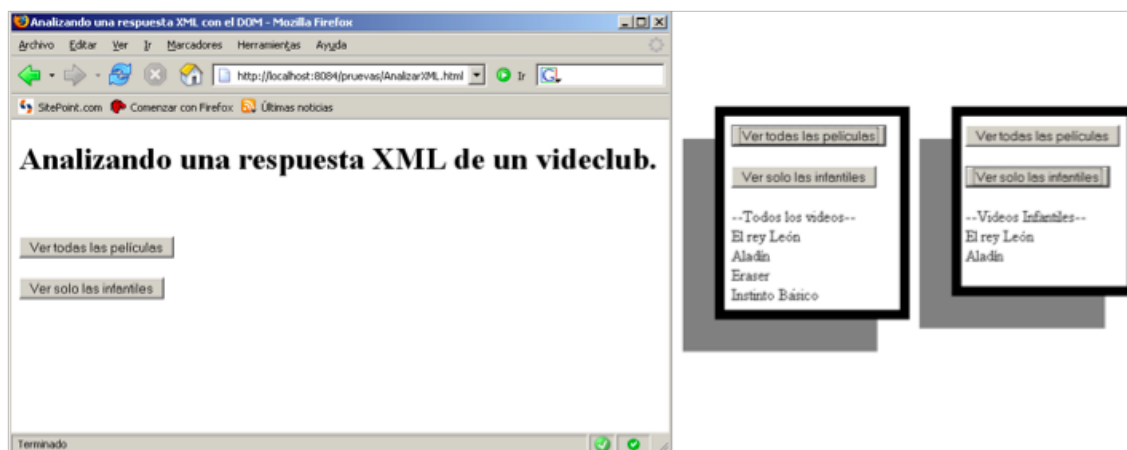 Analizando una respuesta XML con el DOM - Mozilla Firefox
Archivo Editar Ver Ir Marcadores Herramientas Ayuda
http://localhost:8084/pruevas/AnalizarXML.html Ir
SitePoint.com Comenzar con Firefox Últimas noticias
Analizando una respuesta XML de un videclub.
Ver todas las películas
Ver solo las infantiles
Terminado
Ver todas las películas
Ver solo las infantiles
--Todos los videos--
El rey León
Aladín
Eraser
Instinto Básico
Ver todas las películas
Ver solo las infantiles
--Videos Infantiles--
El rey León
Aladín